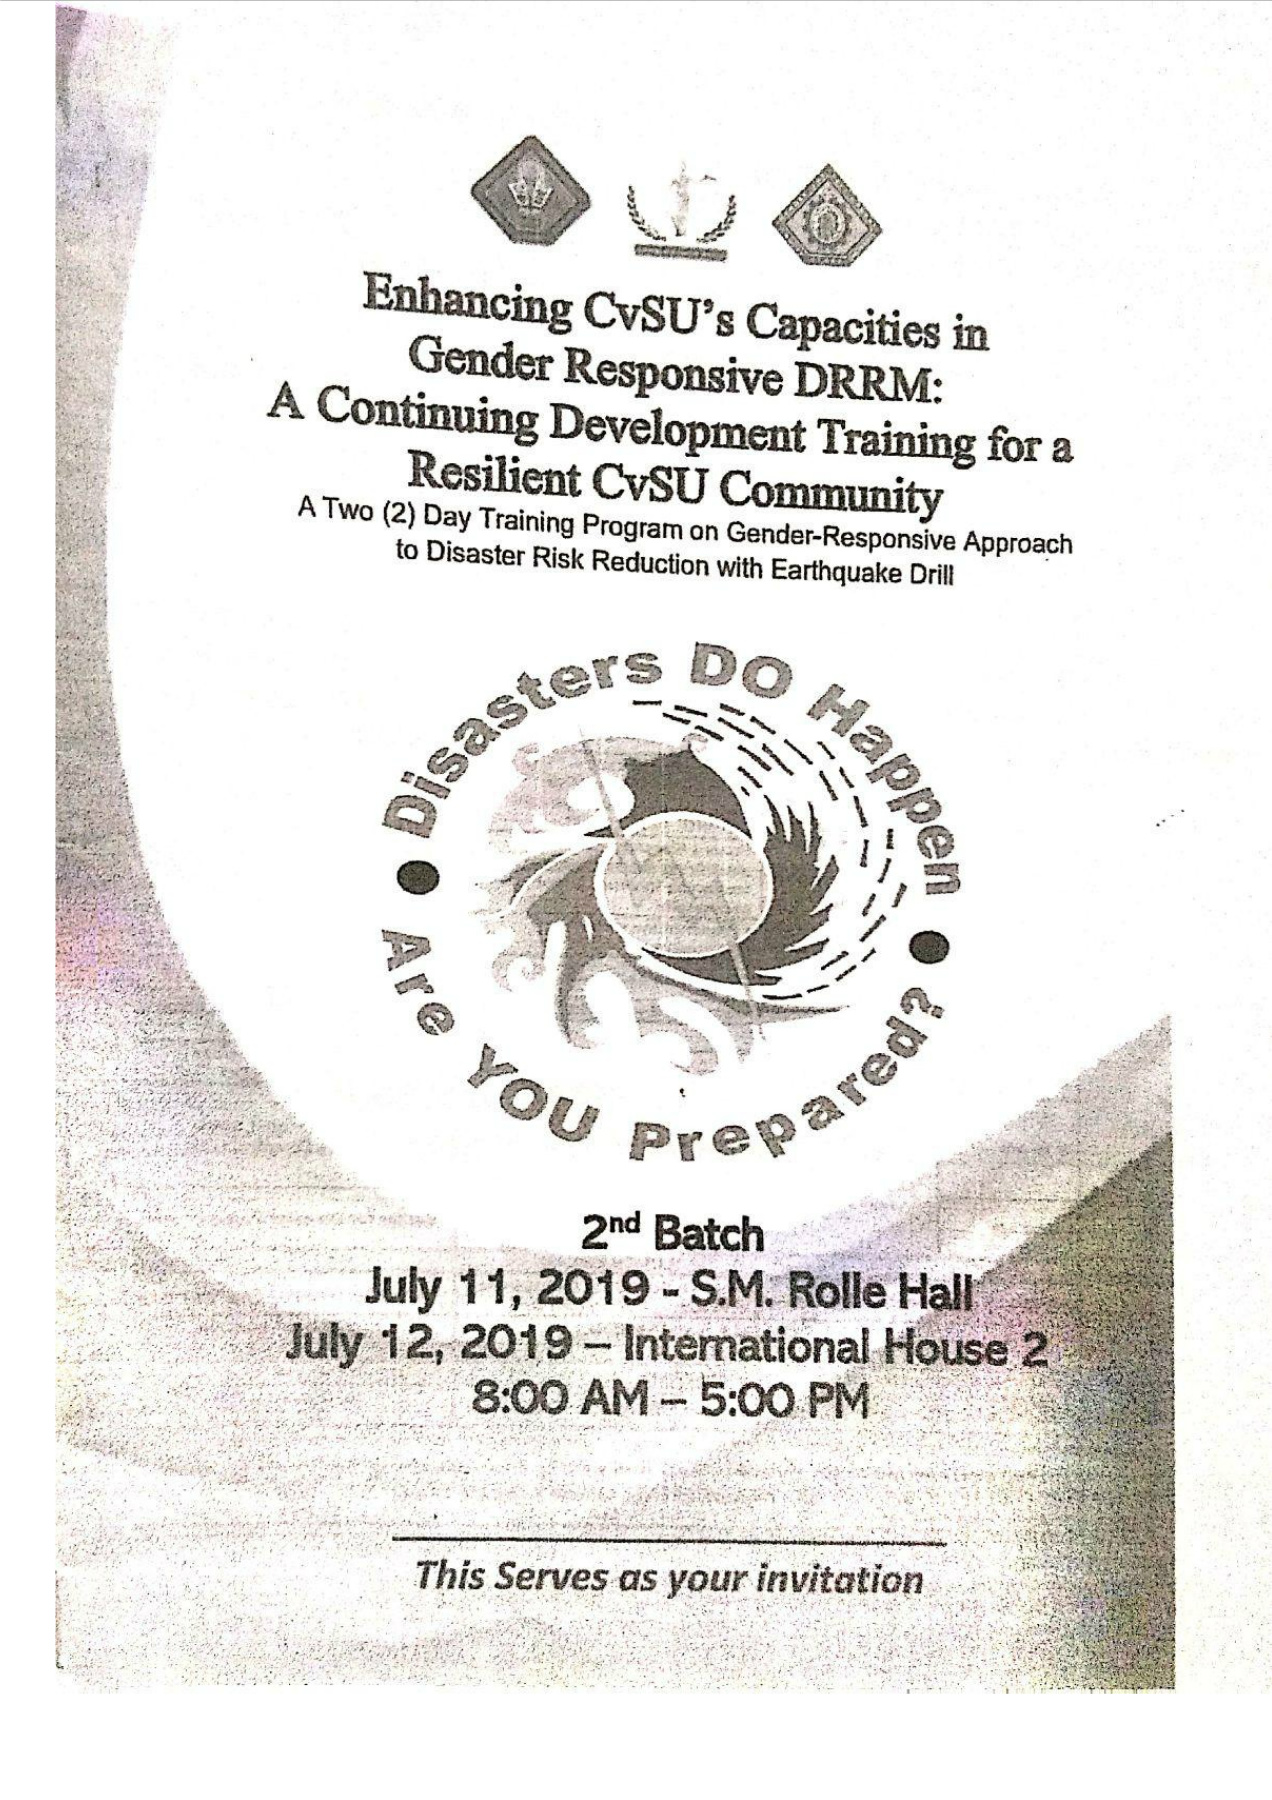 Enhancing CvSU's Capacities in
Gender Responsive DRRM:
A Continuing Development Training for a
Resilient CvSU Community
A Two (2) Day Training Program on Gender-Responsive Approach
to Disaster Risk Reduction with Earthquake Drill
Disasters DO Happen
Are YOU Prepared?
2nd Batch
July 11, 2019 - S.M. Rolle Hall
July 12, 2019 – International House 2
8:00 AM – 5:00 PM
This Serves as your invitation